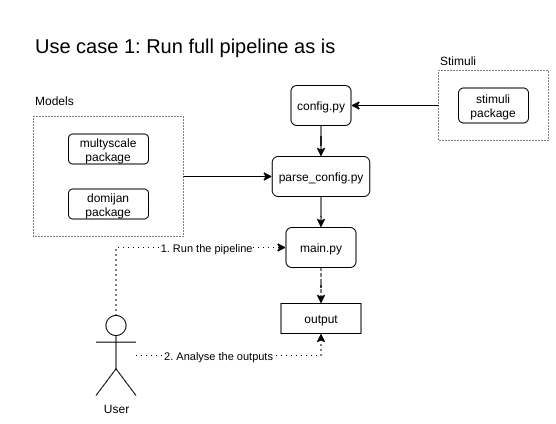 Use case 1: Run full pipeline as is
Stimuli
stimuli
package
config.py
Models
multyscale
package
domijan
package
parse_config.py
main.py
1. Run the pipeline
output
2. Analyse the outputs
User